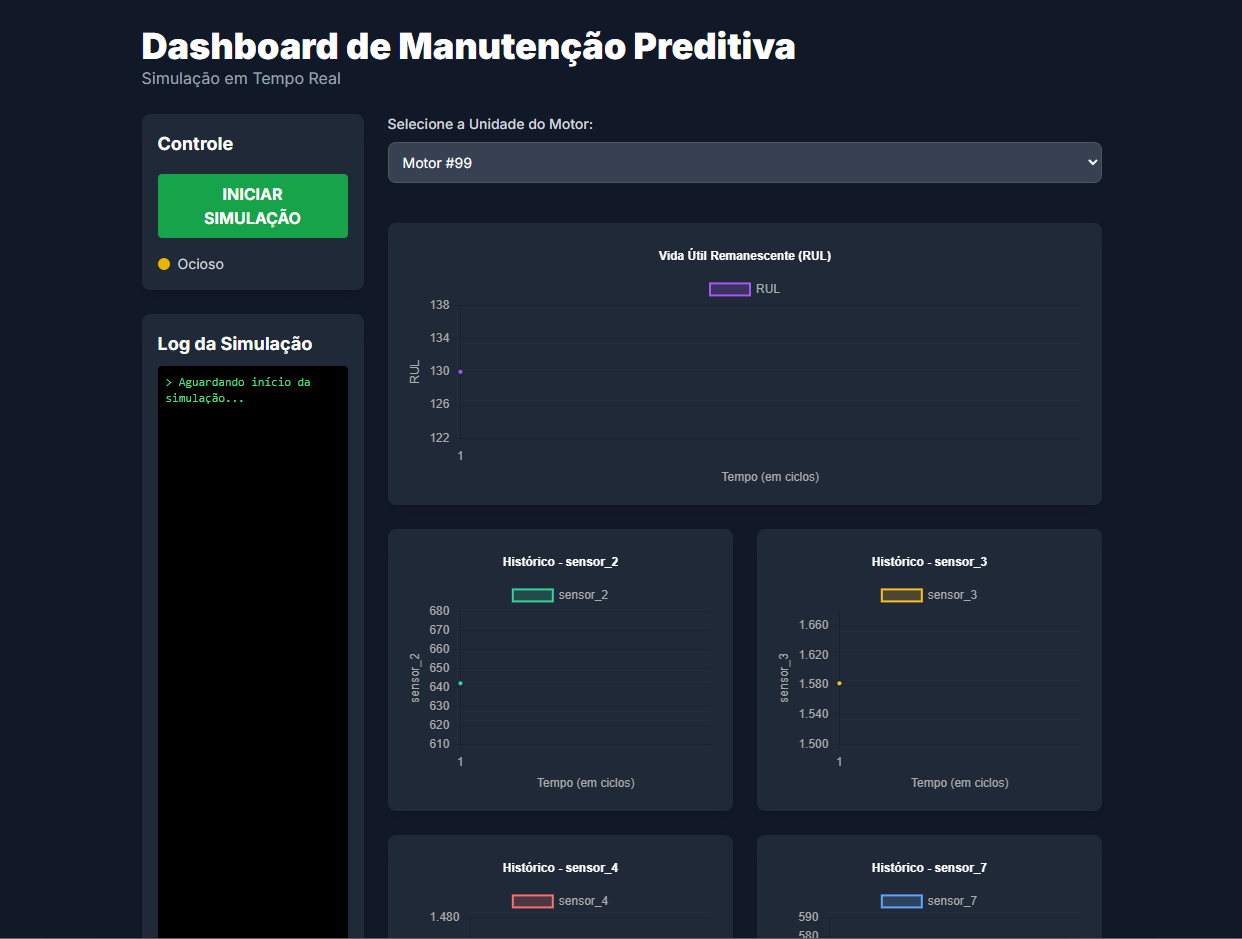 Dashboard de Manutenção Preditiva
Simulação em Tempo Real
Controle
INICIAR
SIMULAÇÃO
Ocioso
Log da Simulação
> Aguardando início da
simulação...
Selecione a Unidade do Motor:
Motor #99
Vida Útil Remanescente (RUL)
RUL
138
134
130
126
122
RUL
1
Tempo (em ciclos)
Histórico - sensor_2
sensor_2
680
670
660
650
640
630
620
610
sensor_2
1
Tempo (em ciclos)
Histórico - sensor_3
sensor_3
1.660
1.620
1.580
1.540
1.500
sensor_3
1
Tempo (em ciclos)
Histórico - sensor_4
sensor_4
1.480
Histórico - sensor_7
sensor_7
590
580